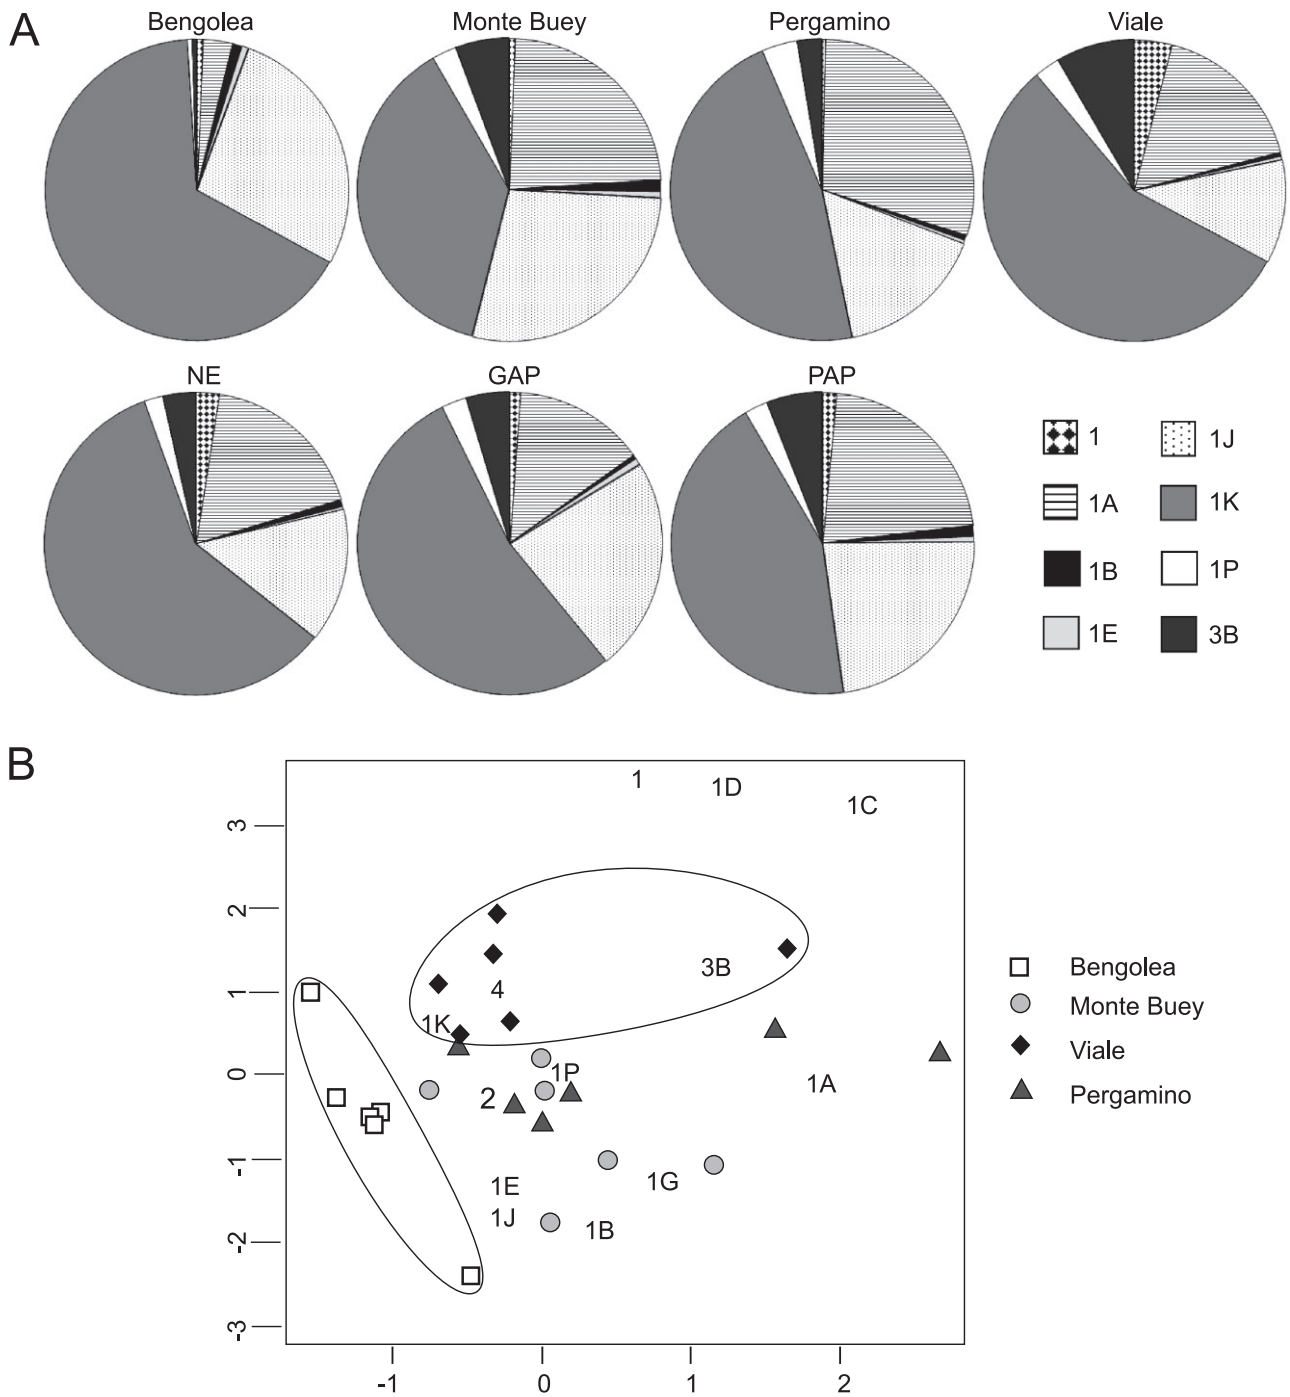 A
Bengolea Monte Buey Pergamino Viale
NE GAP PAP
1 1J
1A 1K
1B 1P
1E 3B
B
1 1D 1C
3
2
3B
4
1
1K
0
1P
1A
2
-1
1E 1G
1J 1B
-2
-3
-1 0 1 2
Bengolea
Monte Buey
Viale
Pergamino